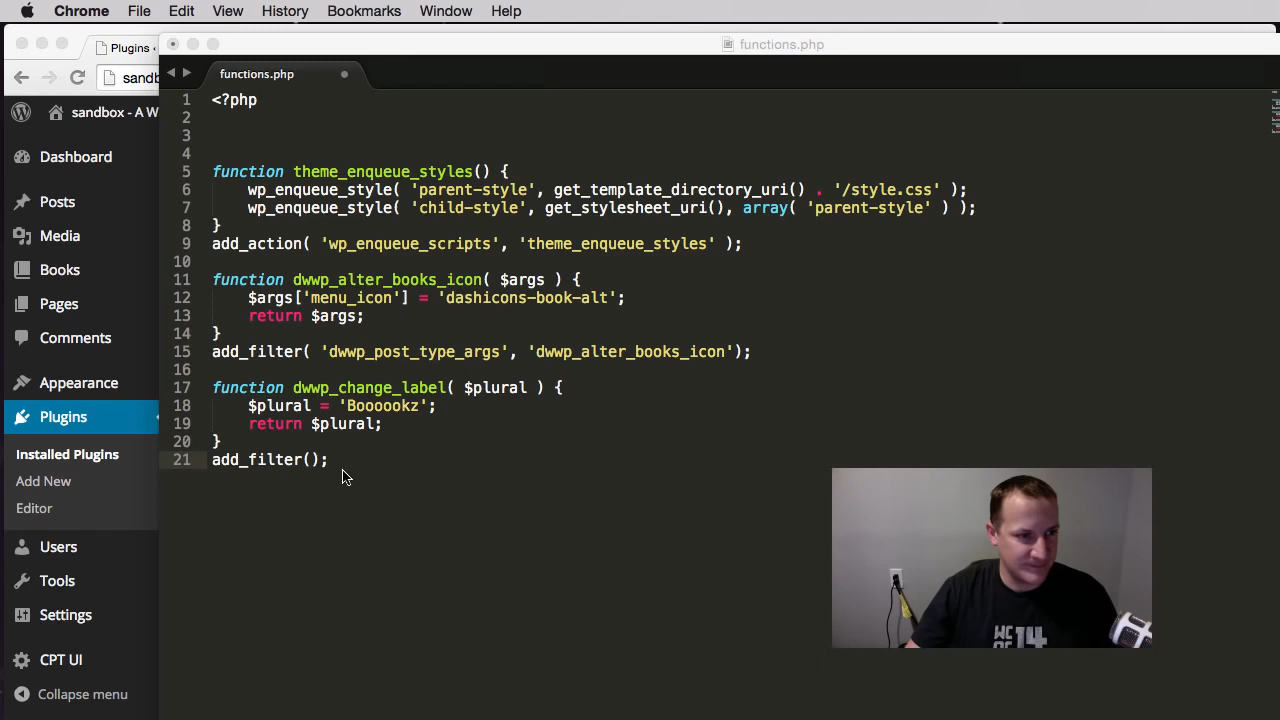 Chrome File Edit View History Bookmarks Window Help
functions.php
Plugins ‹
functions.php
sandb
sandbox - A W
Dashboard
Posts
Media
Books
Pages
Comments
Appearance
Plugins
Installed Plugins
Add New
Editor
Users
Tools
Settings
CPT UI
Collapse menu
1 <?php
2
3
4
5 function theme_enqueue_styles() {
6 wp_enqueue_style( 'parent-style', get_template_directory_uri() . '/style.css' );
7 wp_enqueue_style( 'child-style', get_stylesheet_uri(), array( 'parent-style' ) );
8 }
9 add_action( 'wp_enqueue_scripts', 'theme_enqueue_styles' );
10
11 function dwwp_alter_books_icon( $args ) {
12 $args['menu_icon'] = 'dashicons-book-alt';
13 return $args;
14 }
15 add_filter( 'dwwp_post_type_args', 'dwwp_alter_books_icon');
16
17 function dwwp_change_label( $plural ) {
18 $plural = 'Boooookz';
19 return $plural;
20 }
21 add_filter();
WC
14